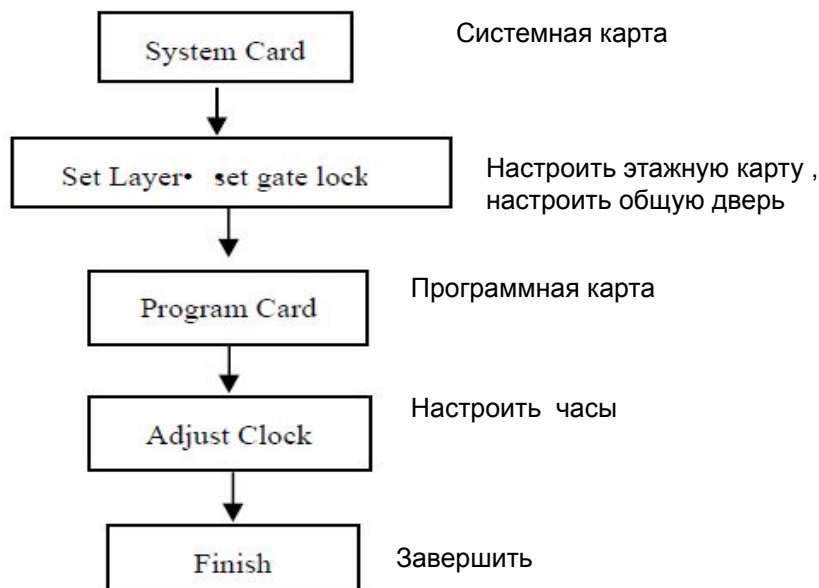 System Card
Системная карта
Set Layer• •set gate lock
Настроить этажную карту ,
настроить общую дверь
Program Card
Программная карта
Adjust Clock
Настроить часы
Finish
Завершить